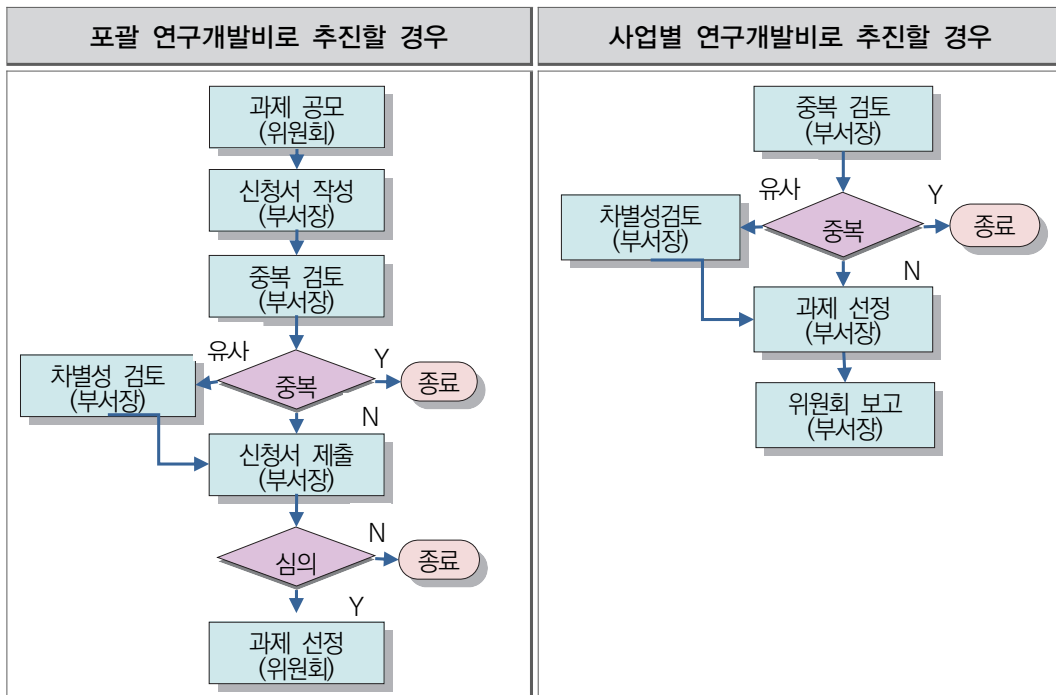 포괄 연구개발비로 추진할 경우
과제 공모
(위원회)
신청서 작성
(부서장)
중복 검토
(부서장)
유사
Y
차별성 검토
(부서장)
중복
종료
N
신청서 제출
(부서장)
N
심의
종료
Y
과제 선정
(위원회)
사업별 연구개발비로 추진할 경우
중복 검토
(부서장)
유사
Y
차별성검토
(부서장)
중복
종료
N
과제 선정
(부서장)
위원회 보고
(부서장)